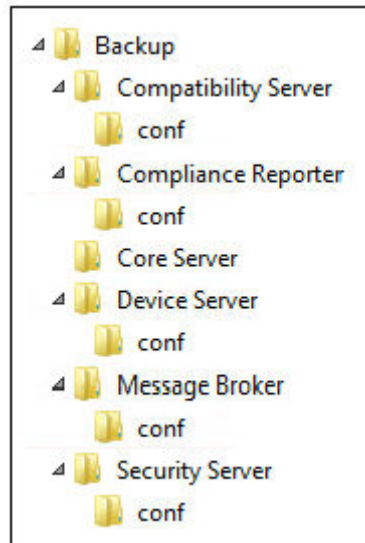 Backup
Compatibility Server
conf
Compliance Reporter
conf
Core Server
Device Server
conf
Message Broker
conf
Security Server
conf